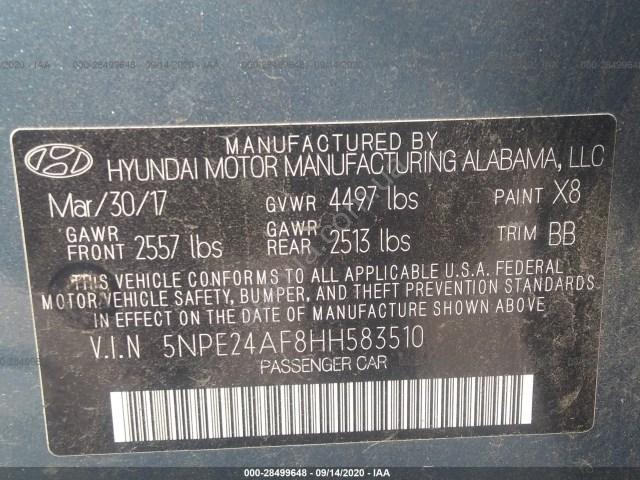 MANUFACTURED BY
HYUNDAI MOTOR MANUFACTURING ALABAMA, LLC
Mar/30/17 GVWR 4497 lbs PAINT X8
GAWR FRONT 2557 lbs GAWR REAR 2513 lbs TRIM BB
THIS VEHICLE CONFORMS TO ALL APPLICABLE U.S.A. FEDERAL
MOTOR VEHICLE SAFETY, BUMPER, AND THEFT PREVENTION STANDARDS
IN EFFECT ON THE DATE OF MANUFACTURE SHOWN ABOVE
V.I.N 5NPE24AF8HH583510
PASSENGER CAR
000-28499648 - 09/14/2020 - IAA